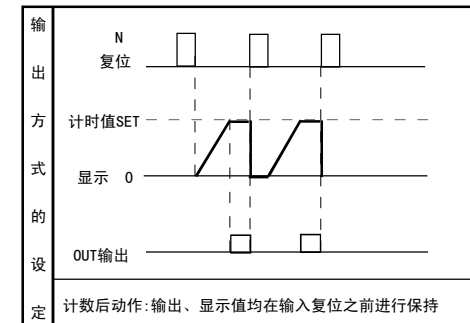 输出方式的设定
N
复位
计时值SET
显示 0
OUT输出
计数后动作:输出、显示值均在输入复位之前进行保持